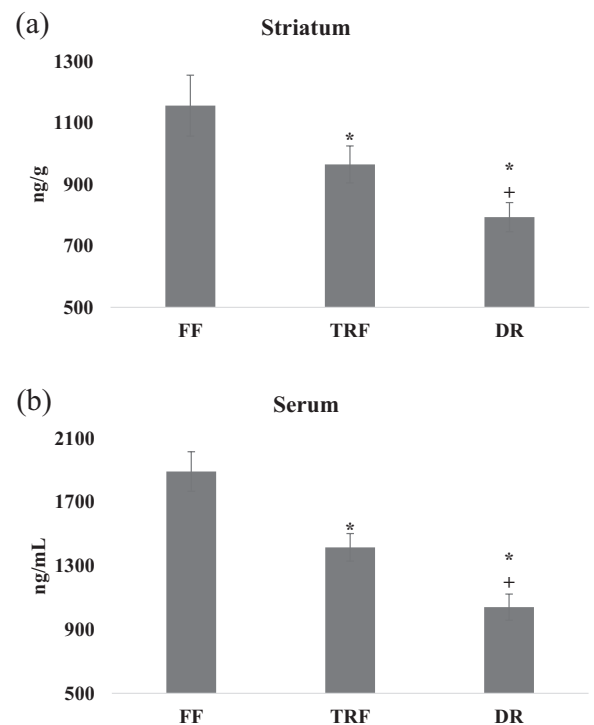 (a)
Striatum
1300
1100
900
700
500
ng/g
*
*
+
FF TRF DR
(b)
Serum
2100
1700
1300
900
500
ng/mL
*
*
+
FF TRF DR